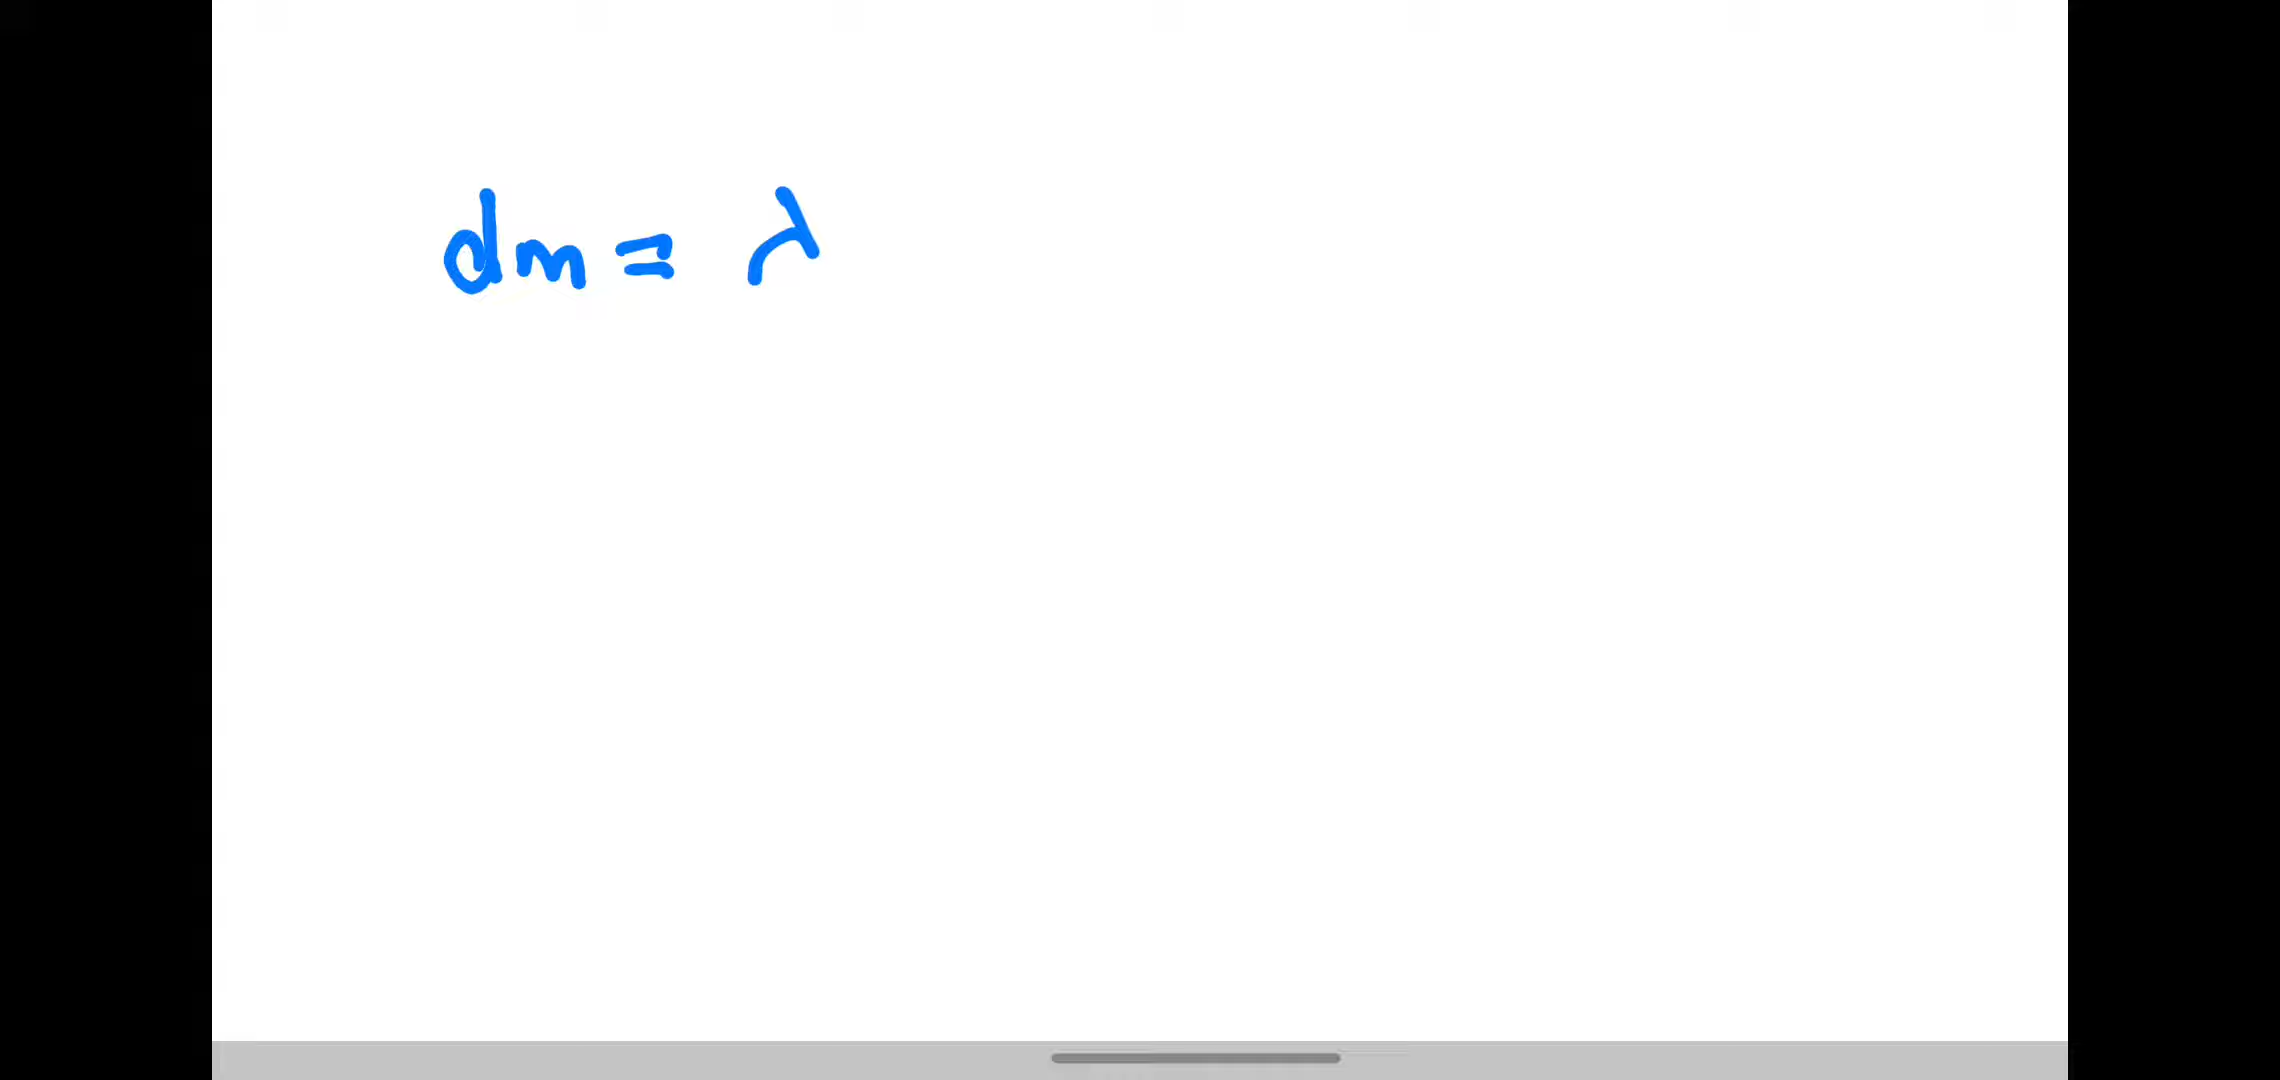 dm = λ